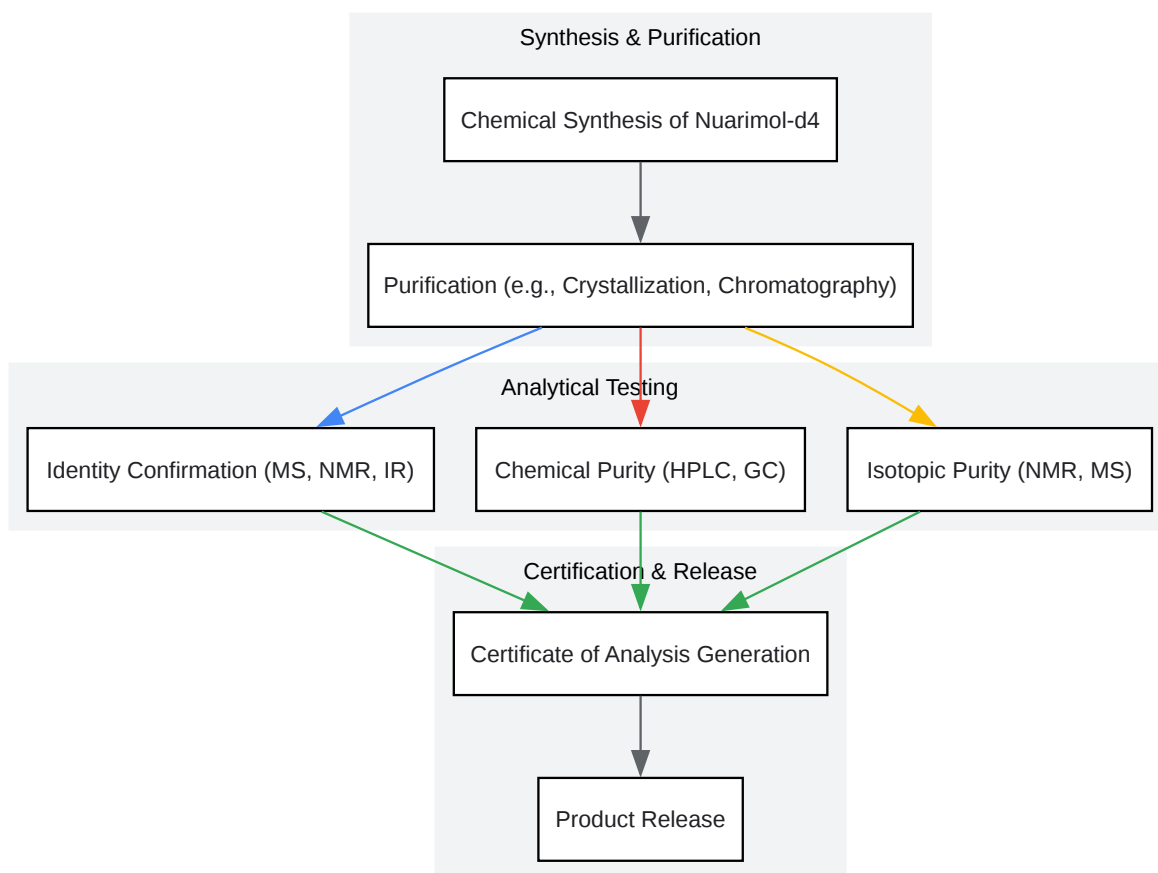 Synthesis & Purification
Chemical Synthesis of Nuarimol-d4
Purification (e.g., Crystallization, Chromatography)
Analytical Testing
Identity Confirmation (MS, NMR, IR)
Chemical Purity (HPLC, GC)
Isotopic Purity (NMR, MS)
Certification & Release
Certificate of Analysis Generation
Product Release